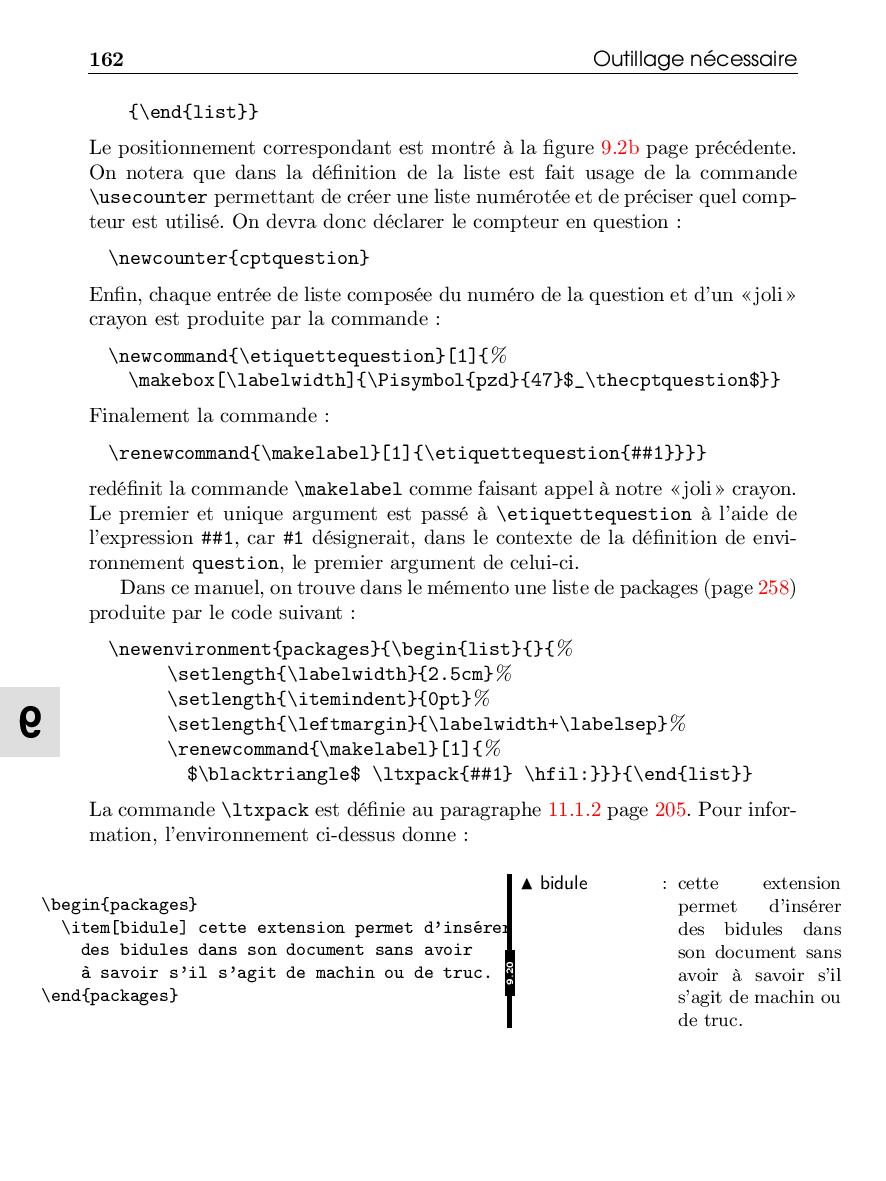 162 Outillage nécessaire
{\end{list}}
Le positionnement correspondant est montré à la figure 9.2b page précédente.
On notera que dans la définition de la liste est fait usage de la commande
\usecounter permettant de créer une liste numérotée et de préciser quel comp-
teur est utilisé. On devra donc déclarer le compteur en question :
\newcounter{cptquestion}
Enfin, chaque entrée de liste composée du numéro de la question et d'un « joli »
crayon est produite par la commande :
\newcommand{\etiquettequestion}[1]{%
\makebox[\labelwidth]{\Pisymbol{pzd}{47}$_\thecptquestion$}}
Finalement la commande :
\renewcommand{\makelabel}[1]{\etiquettequestion{##1}}}}
redéfinit la commande \makelabel comme faisant appel à notre « joli » crayon.
Le premier et unique argument est passé à \etiquettequestion à l'aide de
l'expression ##1, car #1 désignerait, dans le contexte de la définition de envi-
ronnement question, le premier argument de celui-ci.
Dans ce manuel, on trouve dans le mémento une liste de packages (page 258)
produite par le code suivant :
\newenvironment{packages}{\begin{list}{}{%
\setlength{\labelwidth}{2.5cm}%
\setlength{\itemindent}{0pt}%
\setlength{\leftmargin}{\labelwidth+\labelsep}%
\renewcommand{\makelabel}[1]{%
$\blacktriangle$ \ltxpack{##1} \hfil:}}}{\end{list}}
9
La commande \ltxpack est définie au paragraphe 11.1.2 page 205. Pour infor-
mation, l'environnement ci-dessus donne :
\begin{packages}
\item[bidule] cette extension permet d'insérer
des bidules dans son document sans avoir
à savoir s'il s'agit de machin ou de truc.
\end{packages}
9.20
▲ bidule : cette extension
permet d'insérer
des bidules dans
son document sans
avoir à savoir s'il
s'agit de machin ou
de truc.